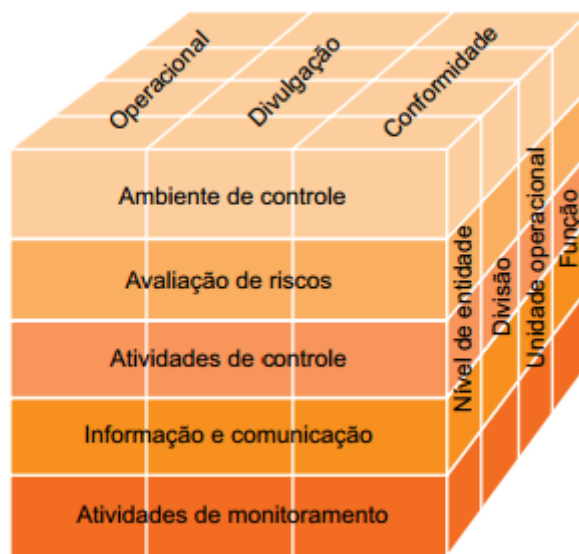 Operacional
Divulgação
Conformidade
Ambiente de controle
Avaliação de riscos
Atividades de controle
Informação e comunicação
Atividades de monitoramento
Nível de entidade
Divisão
Unidade operacional
Função